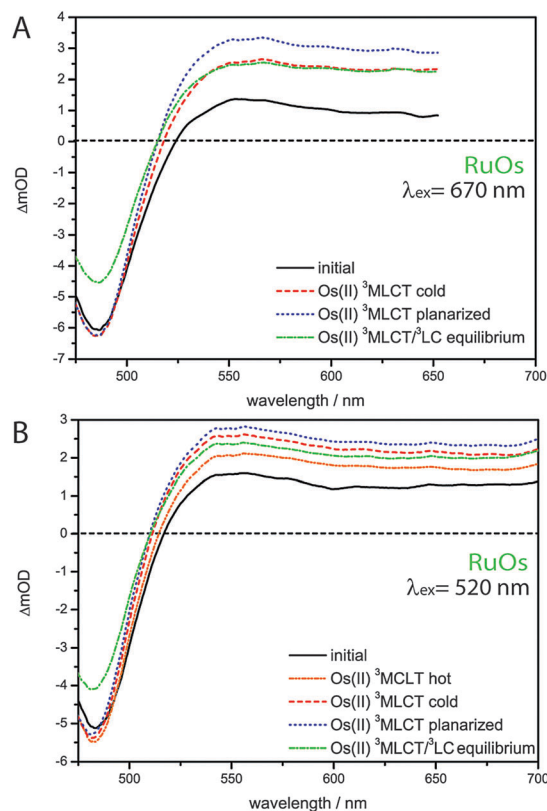 A
4
3
2
1
0
-1
-2
-3
-4
-5
-6
-7
ΔmOD
RuOs
λex= 670 nm
initial
Os(II) ³MLCT cold
Os(II) ³MLCT planarized
Os(II) ³MLCT/³LC equilibrium
500 550 600 650 700
wavelength / nm
B
3
2
1
0
-1
-2
-3
-4
-5
-6
ΔmOD
RuOs
λex= 520 nm
initial
Os(II) ³MCLT hot
Os(II) ³MLCT cold
Os(II) ³MLCT planarized
Os(II) ³MLCT/³LC equilibrium
500 550 600 650 700
wavelength / nm